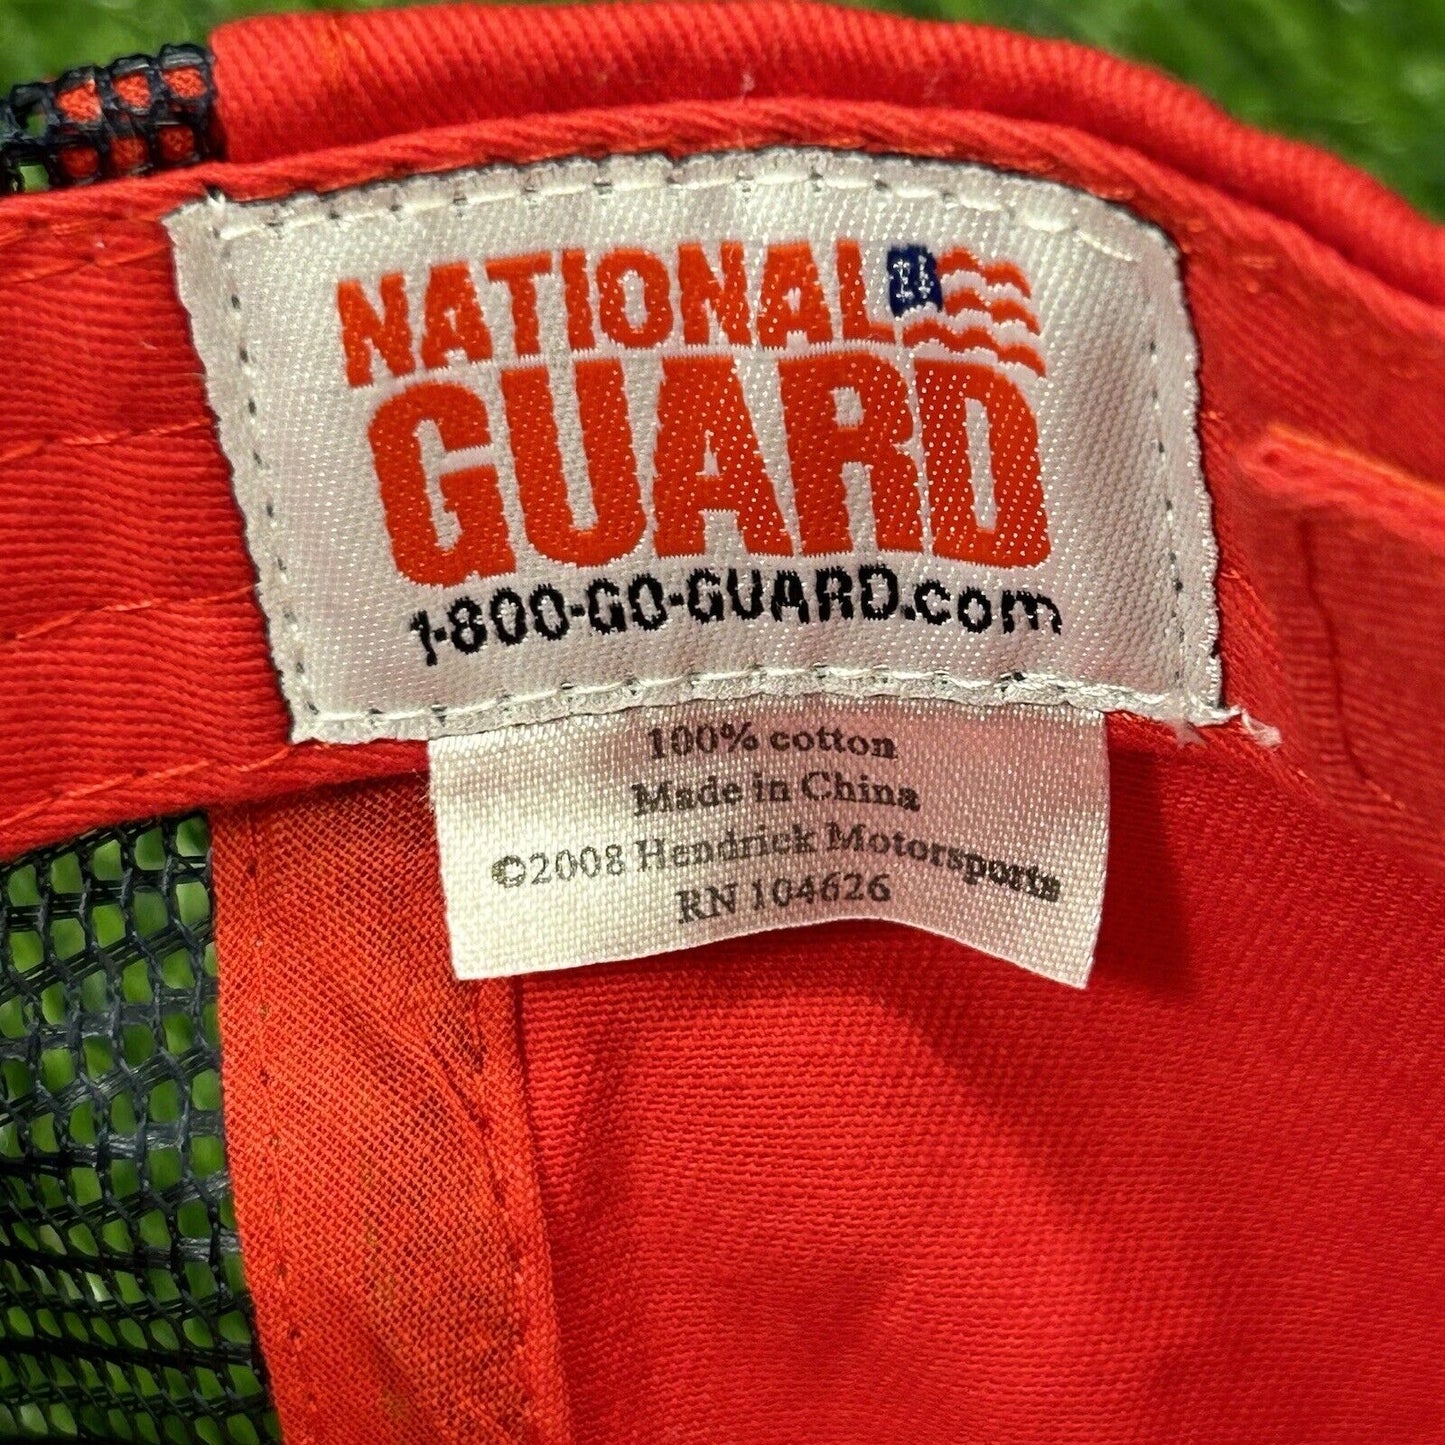 NATIONAL
GUARD
1-800-GO-GUARD.com
100% cotton
Made in China
©2008 Hendrick Motorsports
RN 104626